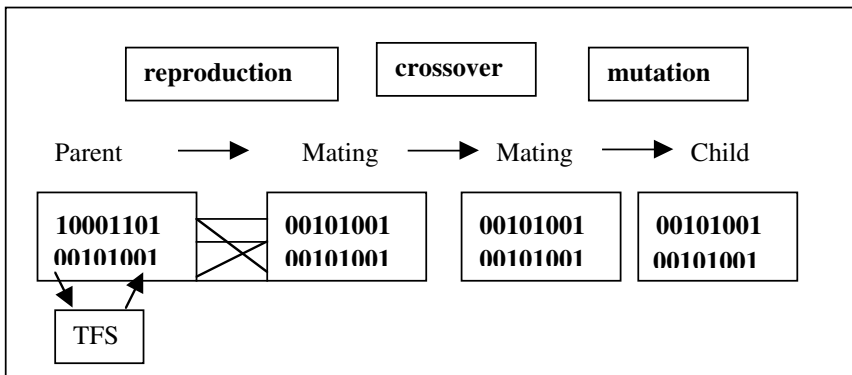 reproduction crossover mutation
Parent Mating Mating Child
10001101 00101001 00101001 00101001
00101001 00101001 00101001 00101001
TFS